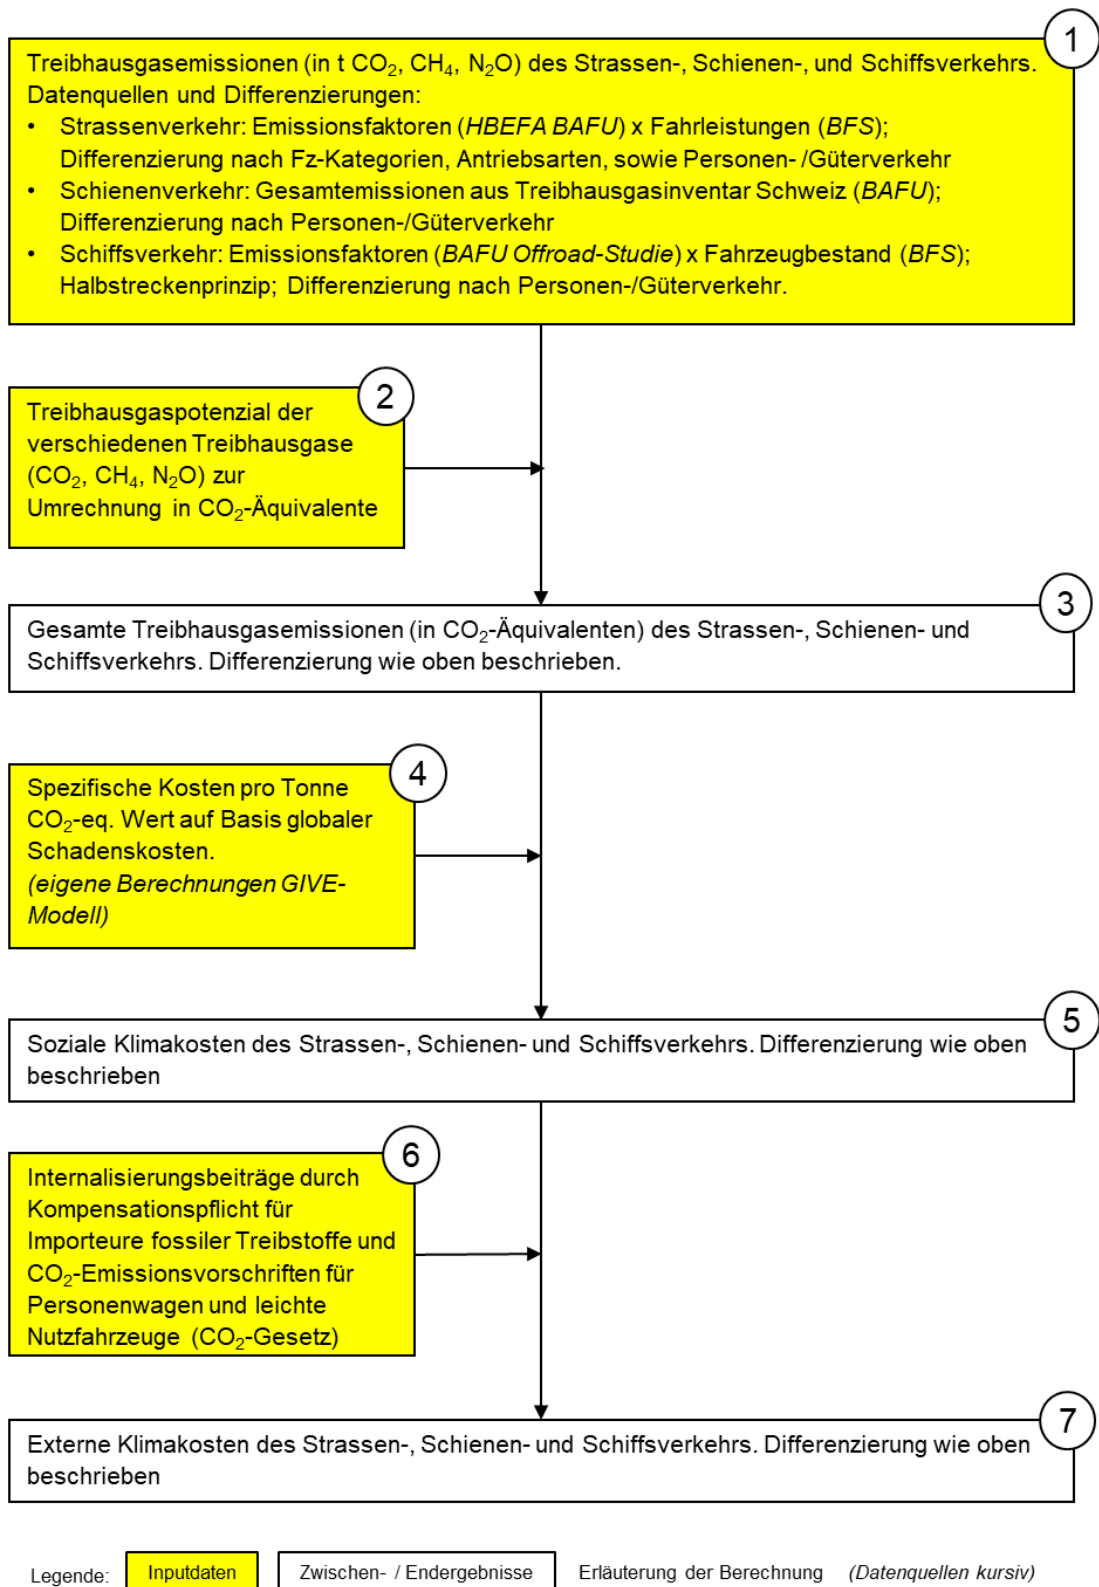 1
Treibhausgasemissionen (in t CO₂, CH₄, N₂O) des Strassen-, Schienen-, und Schiffsverkehrs.
Datenquellen und Differenzierungen:
• Strassenverkehr: Emissionsfaktoren (HBEFA BAFU) x Fahrleistungen (BFS);
Differenzierung nach Fz-Kategorien, Antriebsarten, sowie Personen- /Güterverkehr
• Schienenverkehr: Gesamtemissionen aus Treibhausgasinventar Schweiz (BAFU);
Differenzierung nach Personen-/Güterverkehr
• Schiffsverkehr: Emissionsfaktoren (BAFU Offroad-Studie) x Fahrzeugbestand (BFS);
Halbstreckenprinzip; Differenzierung nach Personen-/Güterverkehr.
2
Treibhausgaspotenzial der
verschiedenen Treibhausgase
(CO₂, CH₄, N₂O) zur
Umrechnung in CO₂-Äquivalente
3
Gesamte Treibhausgasemissionen (in CO₂-Äquivalenten) des Strassen-, Schienen- und
Schiffsverkehrs. Differenzierung wie oben beschrieben.
4
Spezifische Kosten pro Tonne
CO₂-eq. Wert auf Basis globaler
Schadenskosten.
(eigene Berechnungen GIVE-
Modell)
5
Soziale Klimakosten des Strassen-, Schienen- und Schiffsverkehrs. Differenzierung wie oben
beschrieben
6
Internalisierungsbeiträge durch
Kompensationspflicht für
Importeure fossiler Treibstoffe und
CO₂-Emissionsvorschriften für
Personenwagen und leichte
Nutzfahrzeuge (CO₂-Gesetz)
7
Externe Klimakosten des Strassen-, Schienen- und Schiffsverkehrs. Differenzierung wie oben
beschrieben
Legende: Inputdaten Zwischen- / Endergebnisse Erläuterung der Berechnung (Datenquellen kursiv)